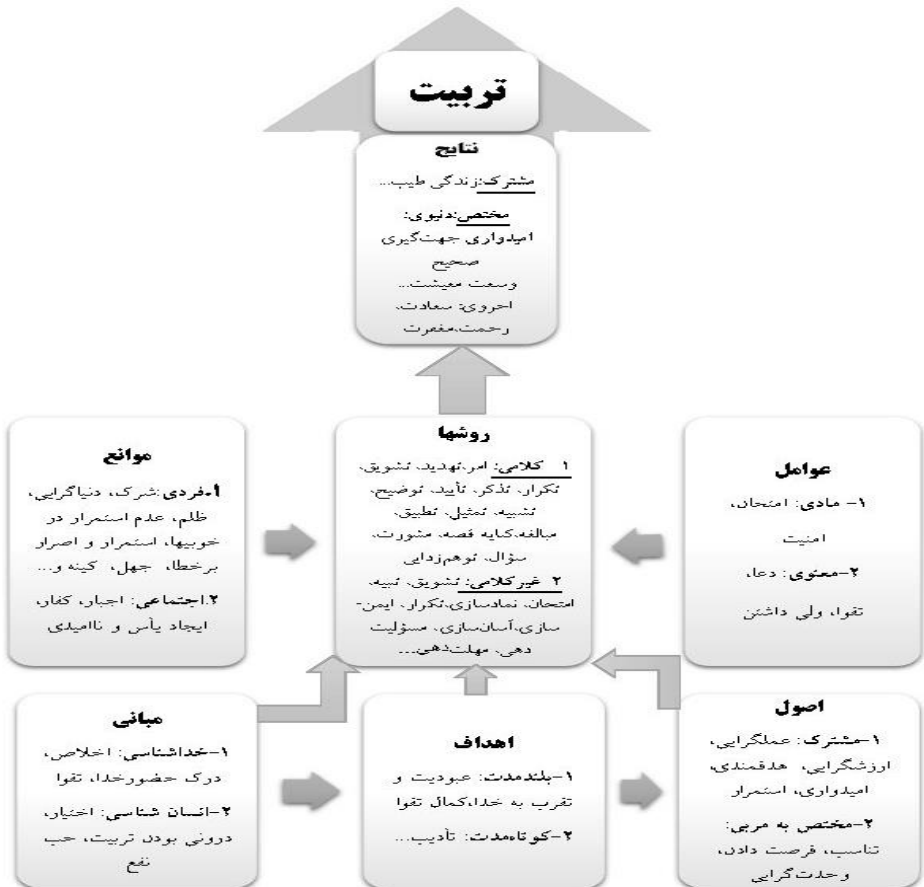 تربیت
نتایج
مشترک:زندگی طیب...
مختص:دنیوی:
امیدواری جهت‌گیری
صحیح
وسعت معیشت...
اخروی: سعادت،
رحمت،مغفرت
موانع
أ.فردی:شرک، دنیاگرایی،
ظلم، عدم استمرار در
خوبیها، استمرار و اصرار
برخطا، جهل، کینه و...
۲.اجتماعی: اجبار، کفار،
ایجاد یأس و ناامیدی
روشها
۱ کلامی: امر،تهدید، تشویق،
تکرار، تذکر، تأیید، توضیح،
تشبیه، تمثیل، تطبیق،
مبالغه،کنایه قصه، مشورت،
سؤال، توهم‌زدایی
۲ غیرکلامی: تشویق، تبیه،
امتحان، نمادسازی،تکرار، ایمن-
سازی،آسان‌سازی، مسؤلیت
دهی، مهلت‌دهی...
عوامل
۱- مادی: امتحان،
امنیت
۲-معنوی: دعا،
تقوا، ولی داشتن
مبانی
۱-خداشناسی: اخلاص،
درک حضورخدا، تقوا
۲-انسان شناسی: اختیار،
درونی بودن تربیت، حب
نفع
اهداف
۱-بلندمدت: عبودیت و
تقرب به خدا،کمال تقوا
۲-کوتاه‌مدت: تأدیب...
اصول
۱-مشترک: عملگرایی،
ارزشگرایی، هدفمندی،
امیدواری، استمرار
۲-مختص به مربی:
تناسب، فرصت دادن،
وحدت‌گرایی